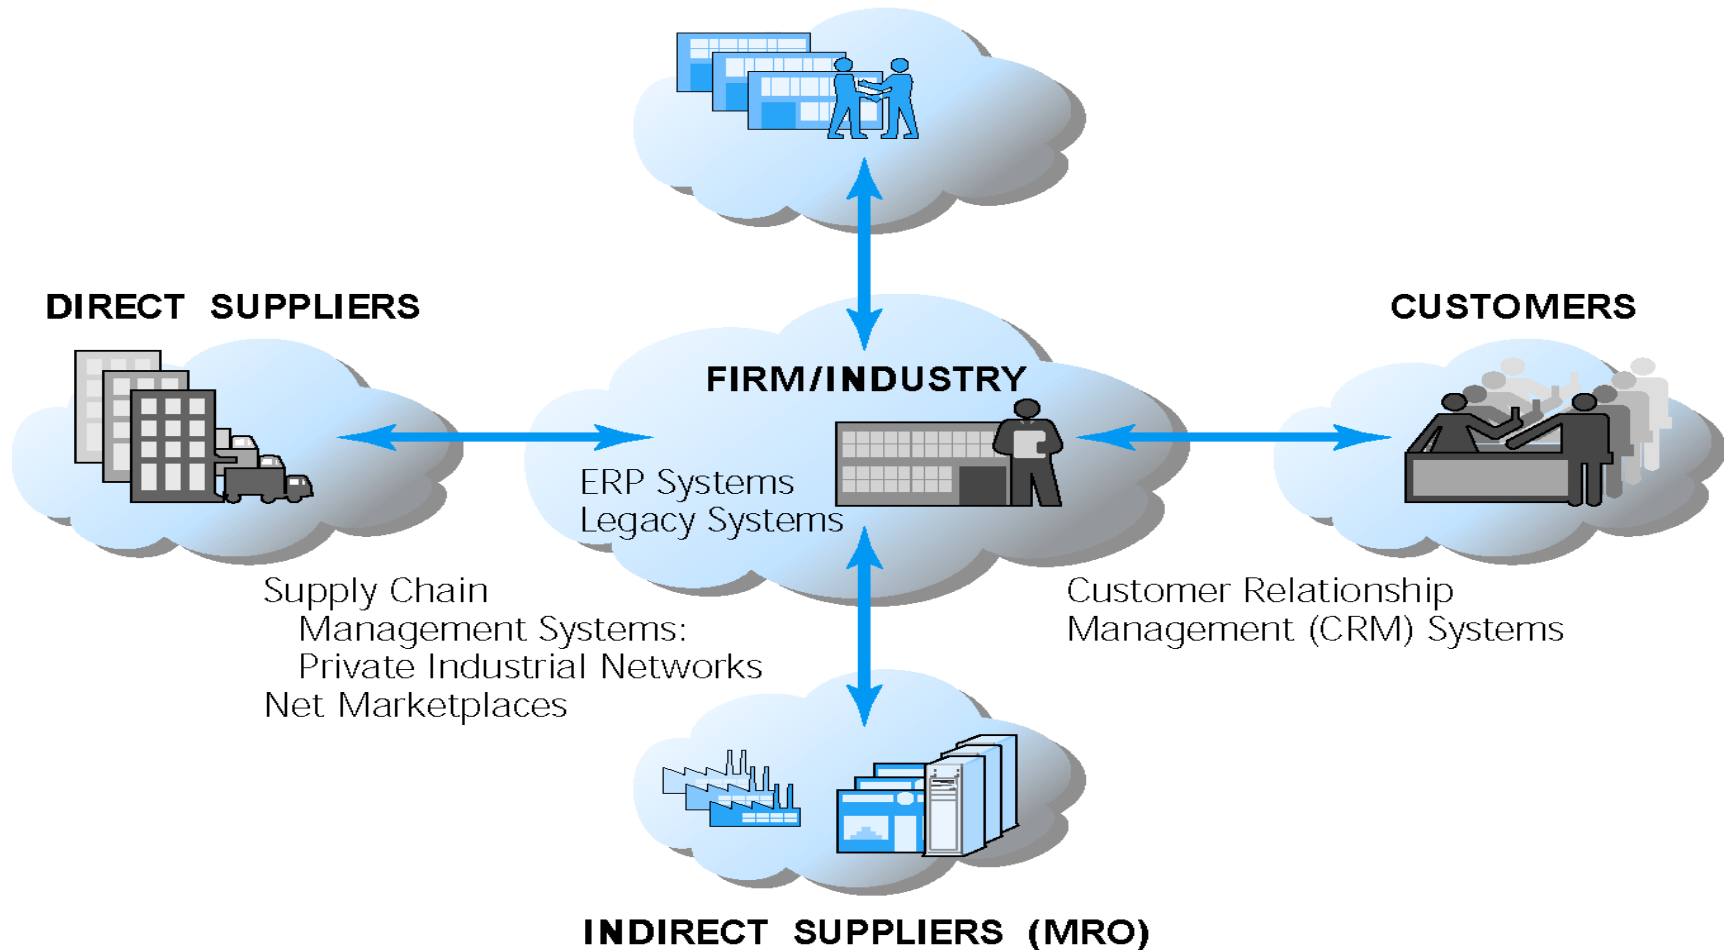 DIRECT SUPPLIERS
CUSTOMERS
FIRM/INDUSTRY
ERP Systems
Legacy Systems
Supply Chain
Management Systems:
Private Industrial Networks
Net Marketplaces
Customer Relationship
Management (CRM) Systems
INDIRECT SUPPLIERS (MRO)